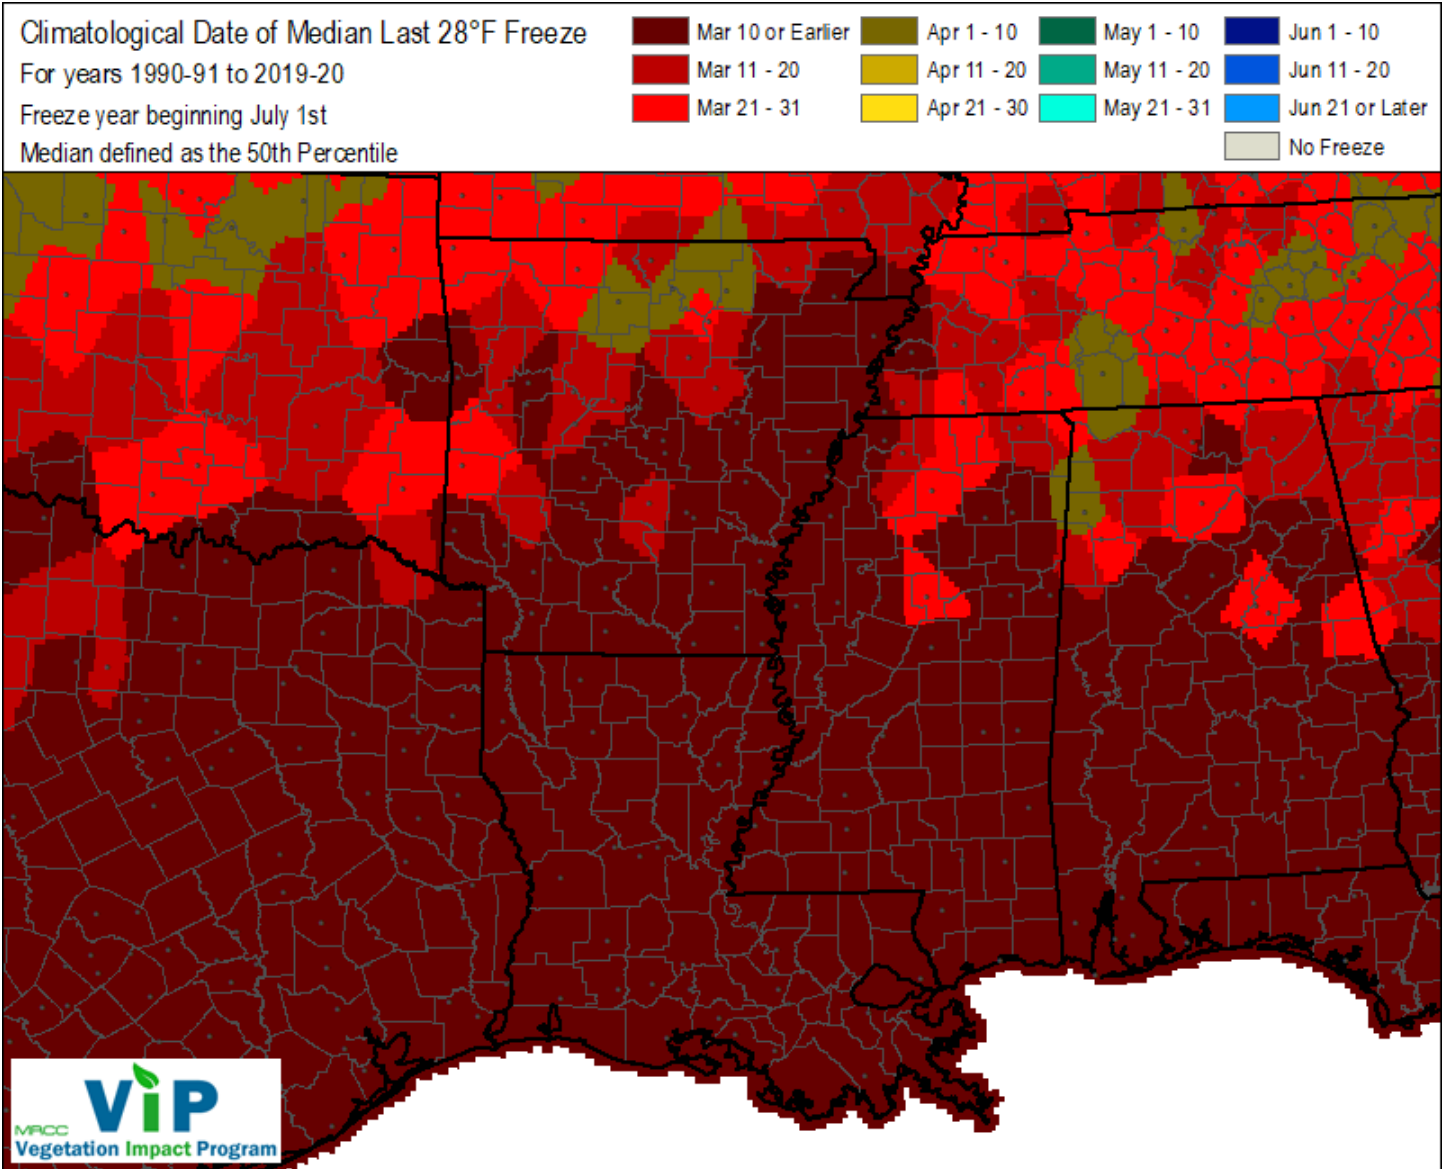 Climatological Date of Median Last 28°F Freeze
For years 1990-91 to 2019-20
Freeze year beginning July 1st
Median defined as the 50th Percentile
Mar 10 or Earlier
Mar 11 - 20
Mar 21 - 31
Apr 1 - 10
Apr 11 - 20
Apr 21 - 30
May 1 - 10
May 11 - 20
May 21 - 31
Jun 1 - 10
Jun 11 - 20
Jun 21 or Later
No Freeze
MRCC
ViP
Vegetation Impact Program